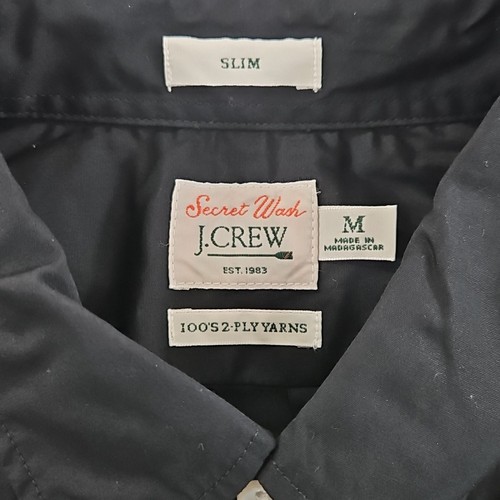 SLIM
Secret Wash
J.CREW
EST. 1983
M
MADE IN
MADAGASCAR
100'S 2-PLY YARNS